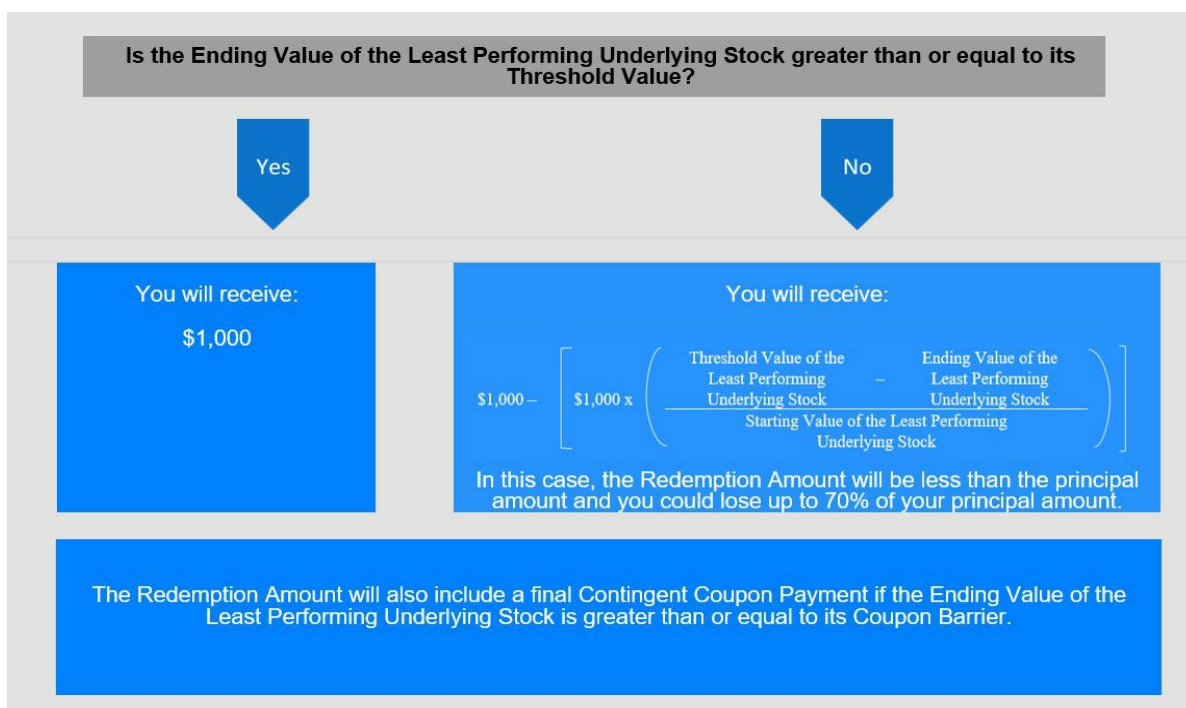 Is the Ending Value of the Least Performing Underlying Stock greater than or equal to its
Threshold Value?
Yes
No
You will receive:
$1,000
You will receive:
$1,000 –
$1,000 x
Threshold Value of the
Least Performing
Underlying Stock
–
Ending Value of the
Least Performing
Underlying Stock
Starting Value of the Least Performing
Underlying Stock
In this case, the Redemption Amount will be less than the principal
amount and you could lose up to 70% of your principal amount.
The Redemption Amount will also include a final Contingent Coupon Payment if the Ending Value of the
Least Performing Underlying Stock is greater than or equal to its Coupon Barrier.